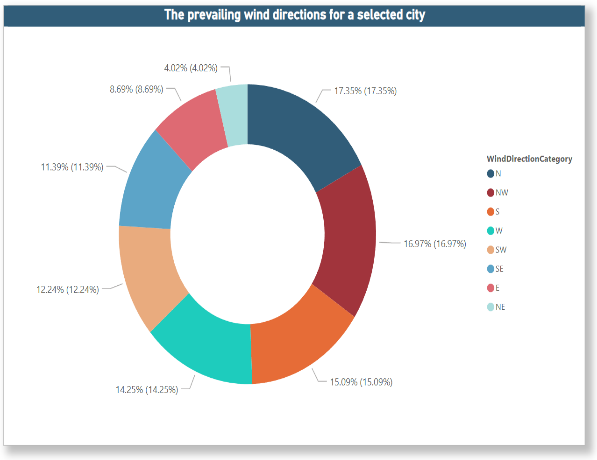 The prevailing wind directions for a selected city
4.02% (4.02%)
8.69% (8.69%)
17.35% (17.35%)
11.39% (11.39%)
WindDirectionCategory
N
NW
S
W
SW
SE
E
NE
16.97% (16.97%)
12.24% (12.24%)
14.25% (14.25%)
15.09% (15.09%)